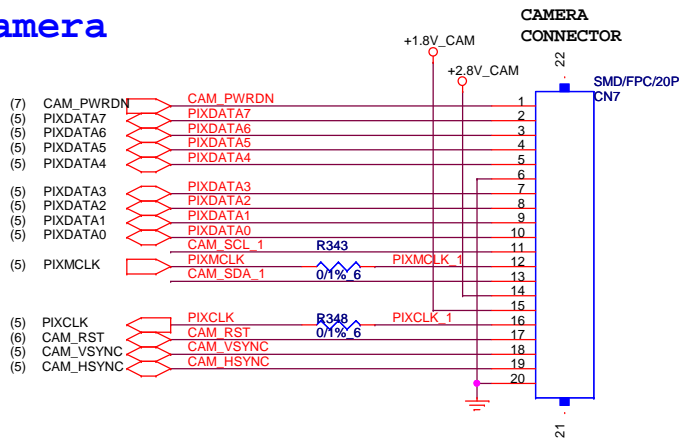 amera
CAMERA
CONNECTOR
+1.8V_CAM
+2.8V_CAM
22
SMD/FPC/20P
CN7
(7) CAM_PWRDN CAM_PWRDN 1
(5) PIXDATA7 PIXDATA7 2
(5) PIXDATA6 PIXDATA6 3
(5) PIXDATA5 PIXDATA5 4
(5) PIXDATA4 PIXDATA4 5
6
(5) PIXDATA3 PIXDATA3 7
(5) PIXDATA2 PIXDATA2 8
(5) PIXDATA1 PIXDATA1 9
(5) PIXDATA0 PIXDATA0 10
CAM_SCL_1 R343 11
(5) PIXMCLK PIXMCLK PIXMCLK_1 12
CAM_SDA_1 0/1%_6 13
14
15
(5) PIXCLK PIXCLK R348 PIXCLK_1 16
(6) CAM_RST CAM_RST 0/1%_6 17
(5) CAM_VSYNC CAM_VSYNC 18
(5) CAM_HSYNC CAM_HSYNC 19
20
21